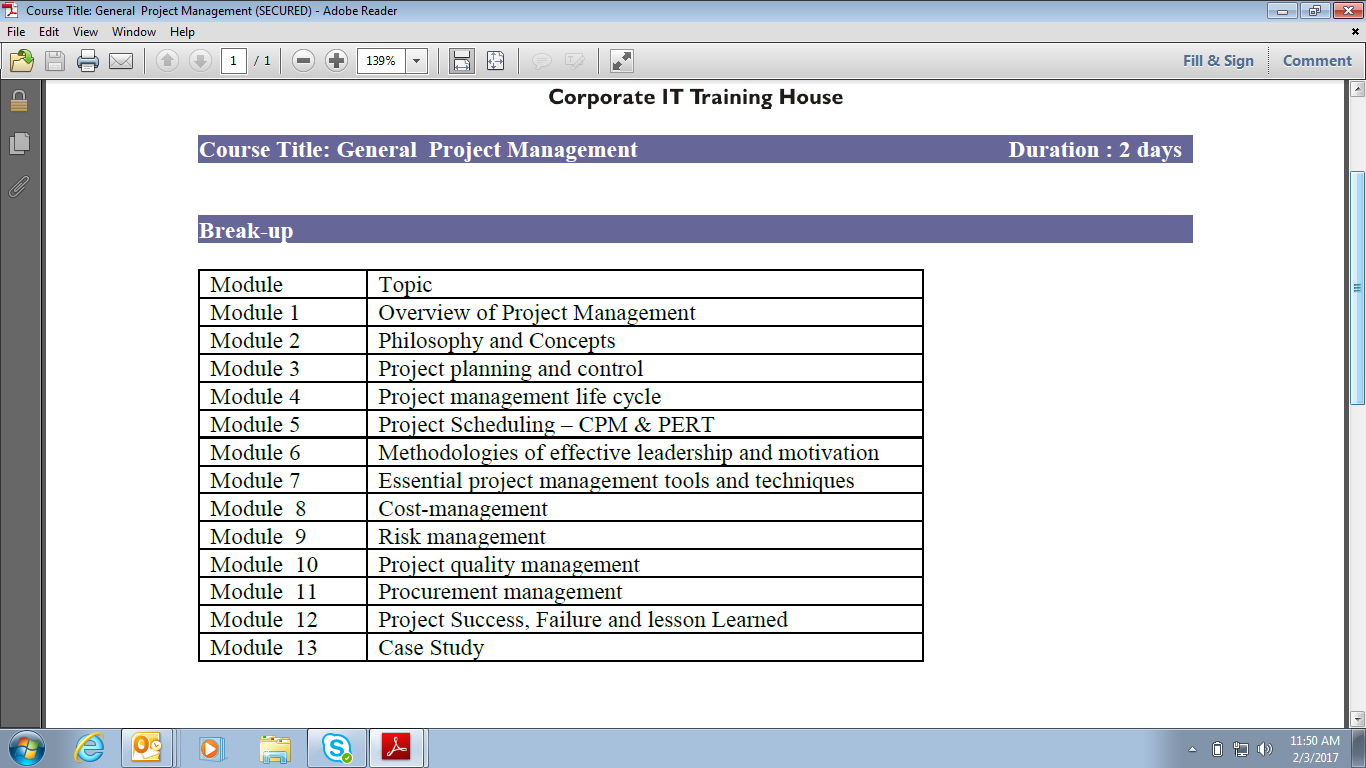 Course Title: General  Project Management (SECURED) - Adobe Reader
File Edit View Window Help
1 / 1 139% Fill & Sign Comment
Corporate IT Training House
Course Title: General  Project Management Duration : 2 days
Break-up
Module Topic
Module 1 Overview of Project Management
Module 2 Philosophy and Concepts
Module 3 Project planning and control
Module 4 Project management life cycle
Module 5 Project Scheduling – CPM & PERT
Module 6 Methodologies of effective leadership and motivation
Module 7 Essential project management tools and techniques
Module  8 Cost-management
Module  9 Risk management
Module  10 Project quality management
Module  11 Procurement management
Module  12 Project Success, Failure and lesson Learned
Module  13 Case Study
11:50 AM
2/3/2017